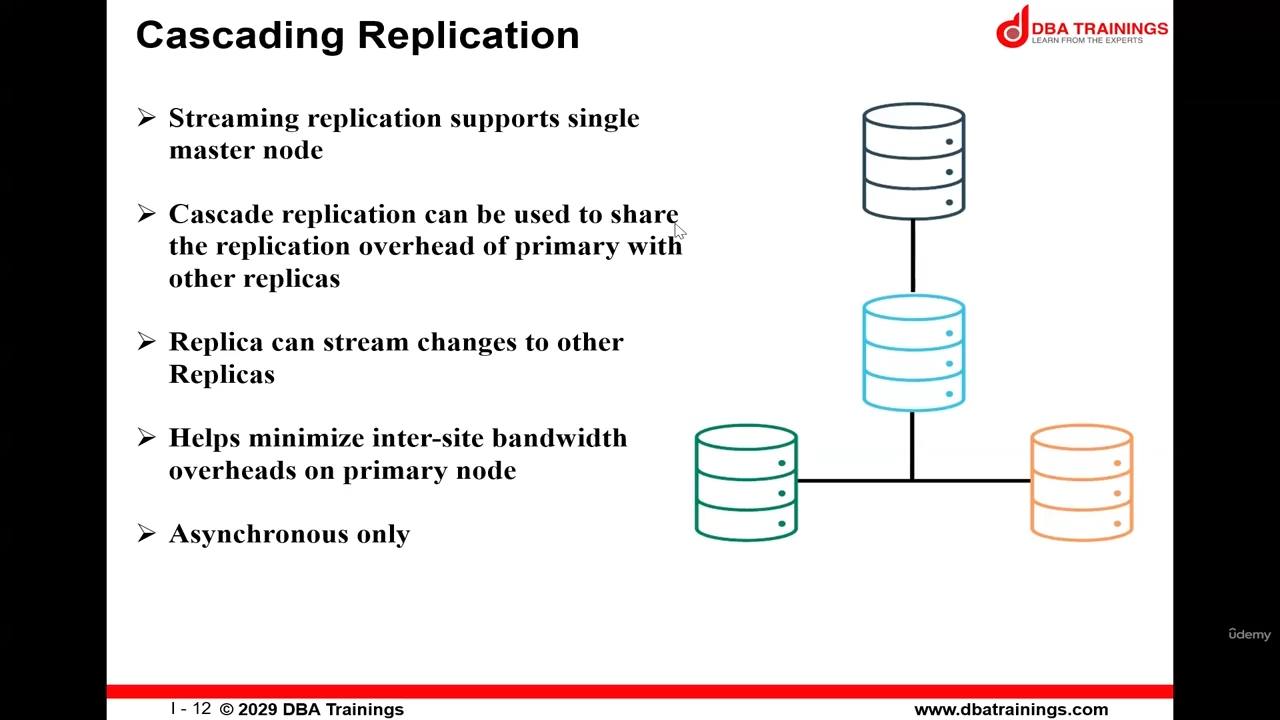 Cascading Replication
DBA TRAININGS
LEARN FROM THE EXPERTS
➢ Streaming replication supports single
master node
➢ Cascade replication can be used to share
the replication overhead of primary with
other replicas
➢ Replica can stream changes to other
Replicas
➢ Helps minimize inter-site bandwidth
overheads on primary node
➢ Asynchronous only
ûdemy
I - 12 © 2029 DBA Trainings
www.dbatrainings.com